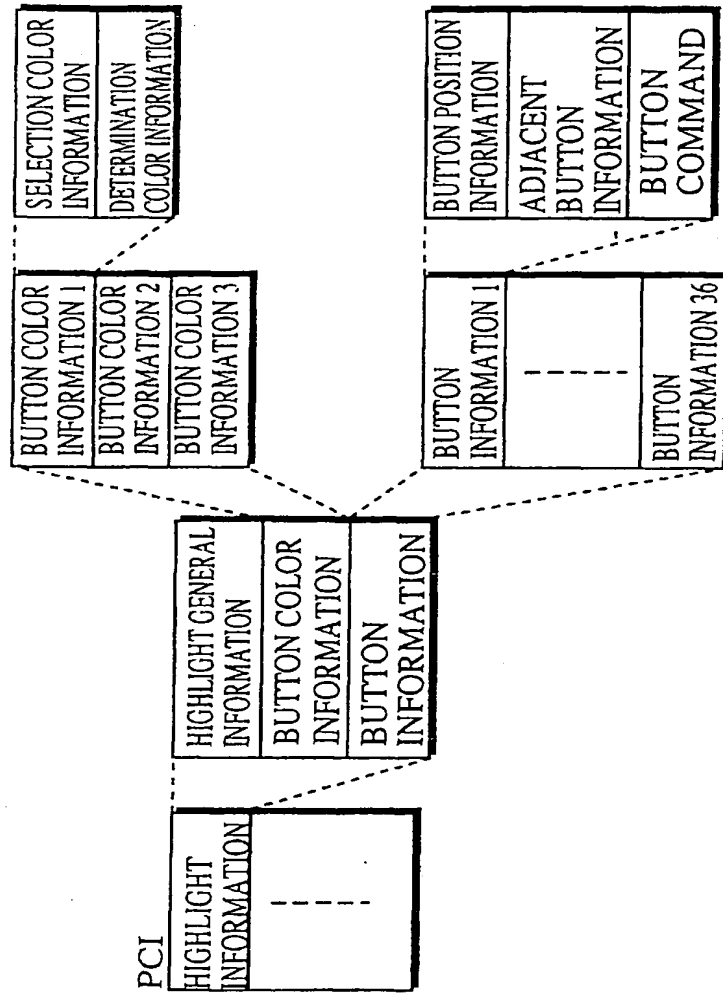 PCI
HIGHLIGHT
INFORMATION
HIGHLIGHT GENERAL
INFORMATION
BUTTON COLOR
INFORMATION
BUTTON
INFORMATION
BUTTON COLOR
INFORMATION 1
BUTTON COLOR
INFORMATION 2
BUTTON COLOR
INFORMATION 3
SELECTION COLOR
INFORMATION
DETERMINATION
COLOR INFORMATION
BUTTON
INFORMATION 1
BUTTON
INFORMATION 36
BUTTON POSITION
INFORMATION
ADJACENT
BUTTON
INFORMATION
BUTTON
COMMAND